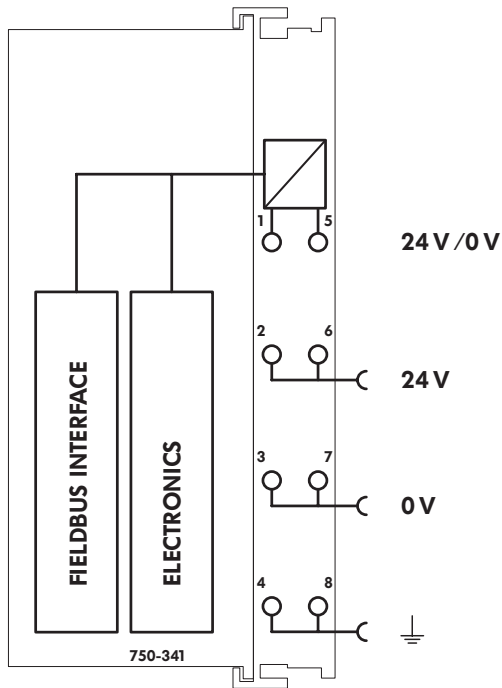 1 5
24 V /0 V
2 6
24 V
3 7
0 V
4 8
FIELDBUS INTERFACE
ELECTRONICS
750-341